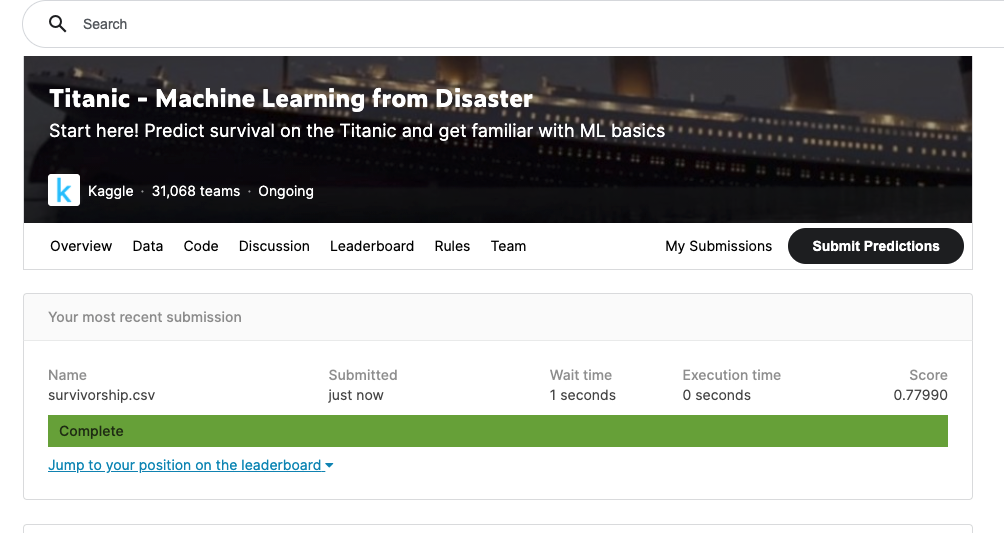 Search
Titanic - Machine Learning from Disaster
Start here! Predict survival on the Titanic and get familiar with ML basics
k Kaggle · 31,068 teams · Ongoing
Overview Data Code Discussion Leaderboard Rules Team My Submissions Submit Predictions
Your most recent submission
Name Submitted Wait time Execution time Score
survivorship.csv just now 1 seconds 0 seconds 0.77990
Complete
Jump to your position on the leaderboard